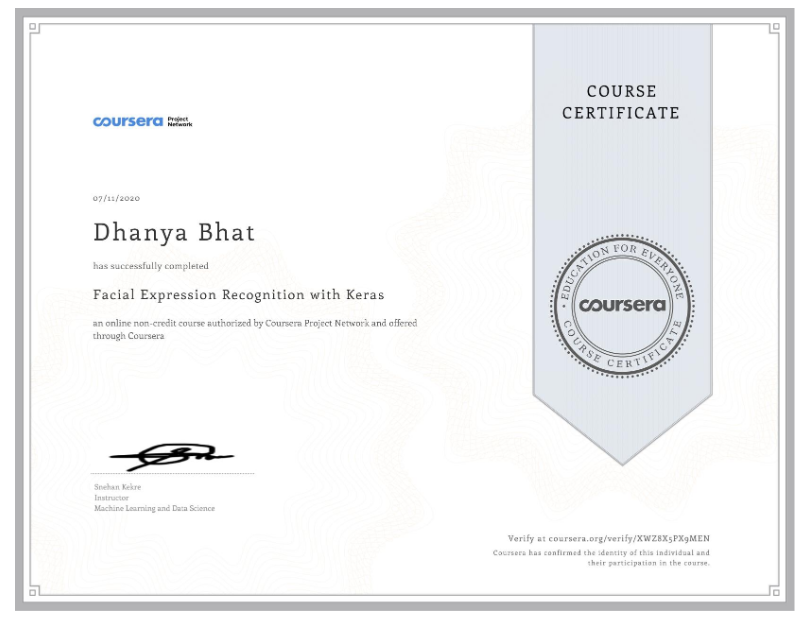 coursera Project Network
COURSE
CERTIFICATE
07/11/2020
Dhanya Bhat
has successfully completed
Facial Expression Recognition with Keras
an online non-credit course authorized by Coursera Project Network and offered
through Coursera
EDUCATION FOR EVERYONE
coursera
COURSE CERTIFICATE
Snehan Kekre
Instructor
Machine Learning and Data Science
Verify at coursera.org/verify/XWZ8X5PX9MEN
Coursera has confirmed the identity of this individual and
their participation in the course.